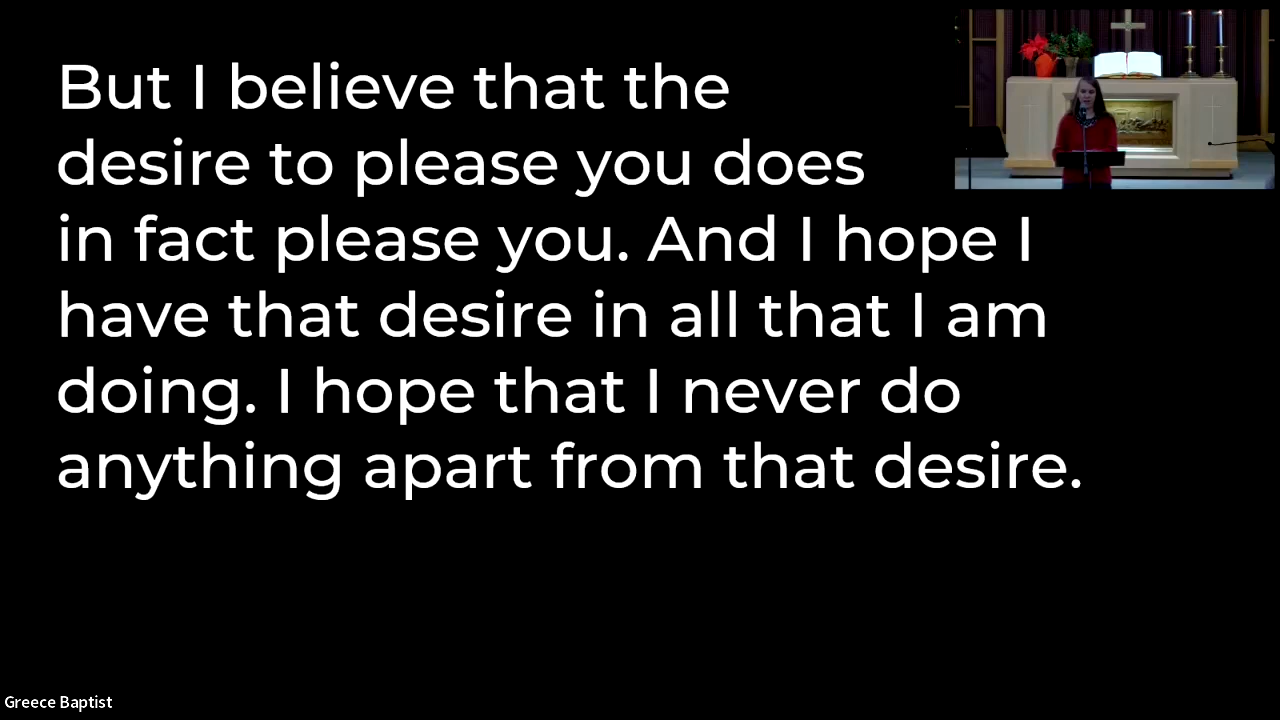 But I believe that the
desire to please you does
in fact please you. And I hope I
have that desire in all that I am
doing. I hope that I never do
anything apart from that desire.
Greece Baptist